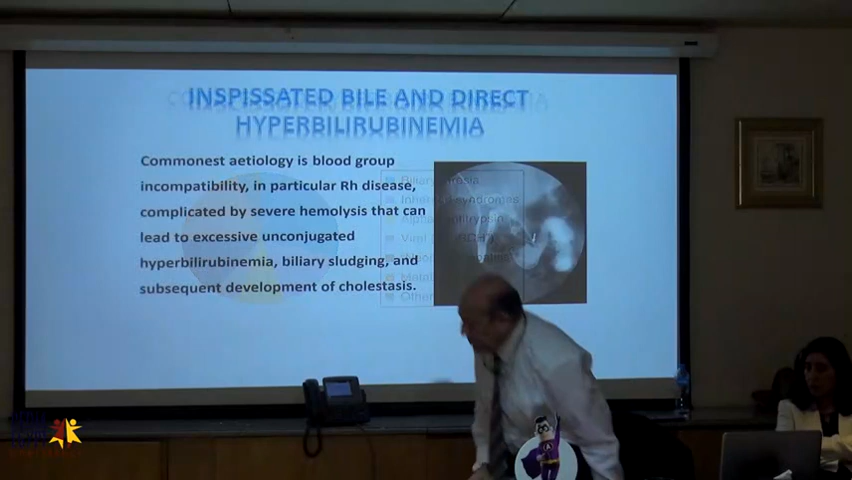 INSPISSATED BILE AND DIRECT
HYPERBILIRUBINEMIA
Commonest aetiology is blood group
incompatibility, in particular Rh disease,
complicated by severe hemolysis that can
lead to excessive unconjugated
hyperbilirubinemia, biliary sludging, and
subsequent development of cholestasis.